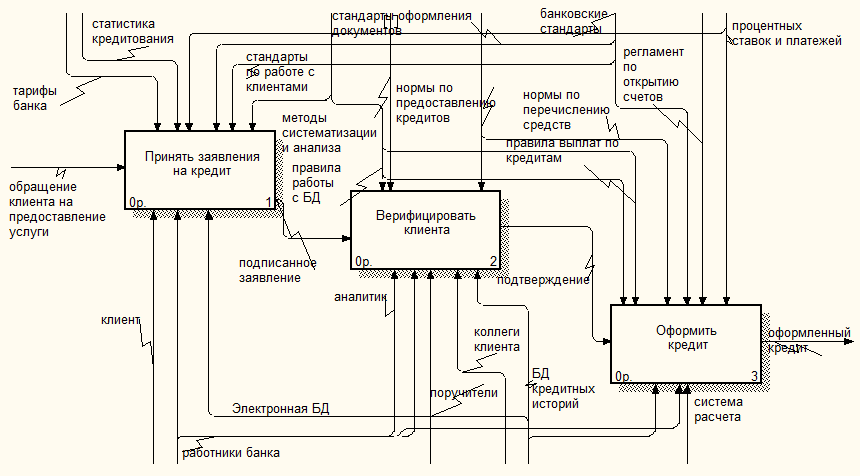 статистика
кредитования
стандарты оформления
документов
банковские
стандарты
процентных
ставок и платежей
тарифы
банка
стандарты
по работе с
клиентами
нормы по
предоставлению
кредитов
регламент
по
открытию
счетов
нормы по
перечислению
средств
методы
систематизации
и анализа
правила выплат по
кредитам
Принять заявления
на кредит
0р.
1
правила
работы
с БД
обращение
клиента на
предоставление
услуги
Верифицировать
клиента
0р.
2
подписанное
заявление
подтверждение
аналитик
клиент
коллеги
клиента
Оформить
кредит
0р.
3
оформленный
кредит
БД
кредитных
историй
поручители
Электронная БД
система
расчета
работники банка